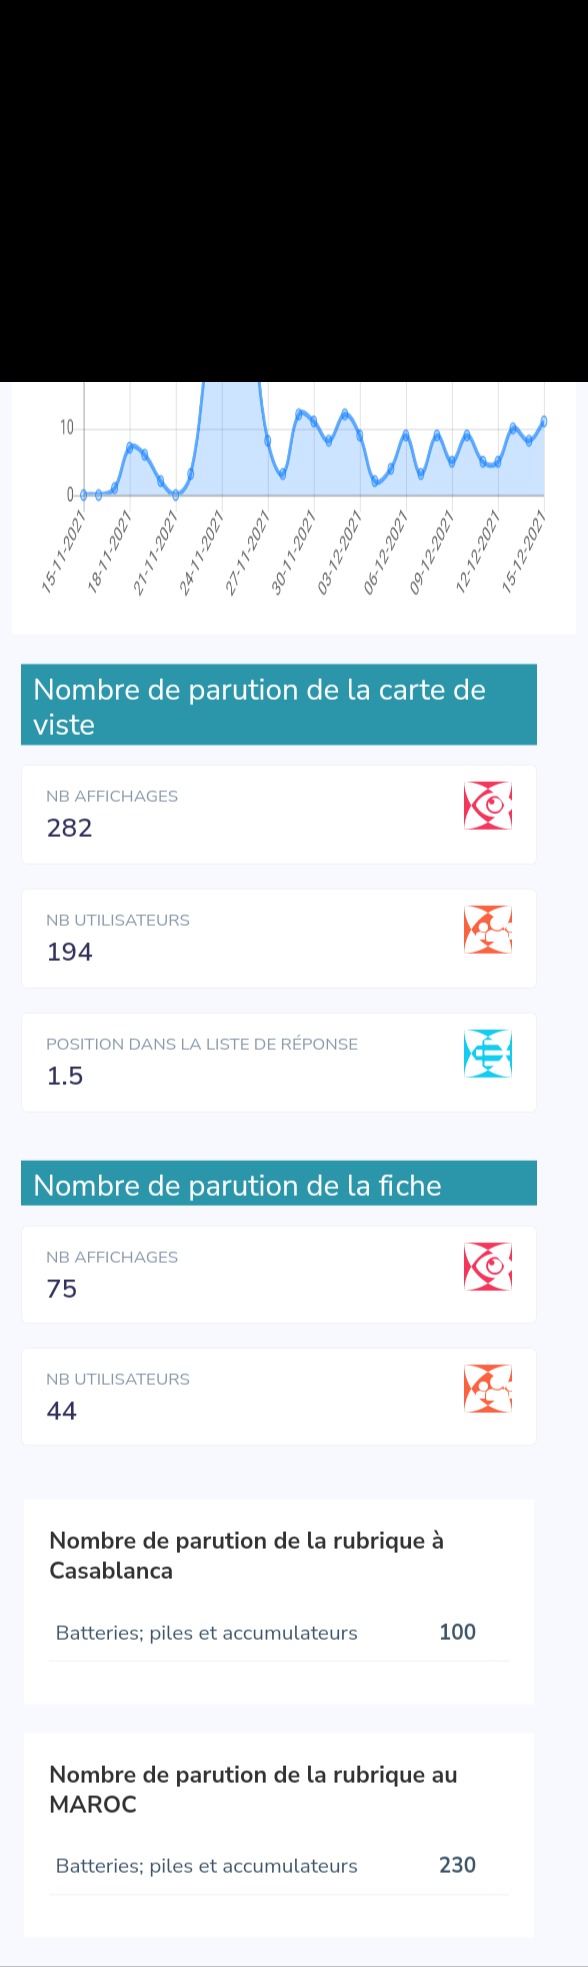 10
0
15-11-2021
18-11-2021
21-11-2021
24-11-2021
27-11-2021
30-11-2021
03-12-2021
06-12-2021
09-12-2021
12-12-2021
15-12-2021
Nombre de parution de la carte de
viste
NB AFFICHAGES
282
NB UTILISATEURS
194
POSITION DANS LA LISTE DE RÉPONSE
1.5
Nombre de parution de la fiche
NB AFFICHAGES
75
NB UTILISATEURS
44
Nombre de parution de la rubrique à
Casablanca
Batteries; piles et accumulateurs 100
Nombre de parution de la rubrique au
MAROC
Batteries; piles et accumulateurs 230